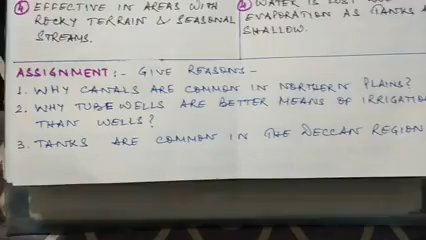 ④ EFFECTIVE IN AREAS WITH
ROCKY TERRAIN & SEASONAL
STREAMS.
④ WATER IS LOST
EVAPORATION AS TANKS
SHALLOW.
ASSIGNMENT:- GIVE REASONS -
1. WHY CANALS ARE COMMON IN NORTHERN PLAINS?
2. WHY TUBE WELLS ARE BETTER MEANS OF IRRIGATIO
THAN WELLS?
3. TANKS ARE COMMON IN THE DECCAN REGION